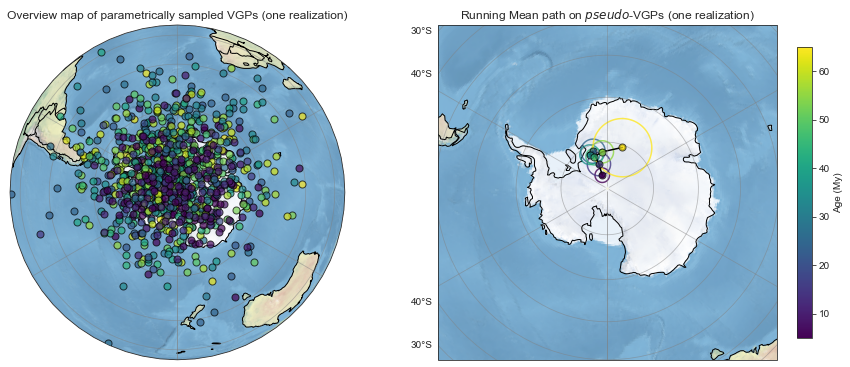 Overview map of parametrically sampled VGPs (one realization)
Running Mean path on pseudo-VGPs (one realization)
30°S
40°S
40°S
30°S
60
50
40
30
20
10
Age (My)